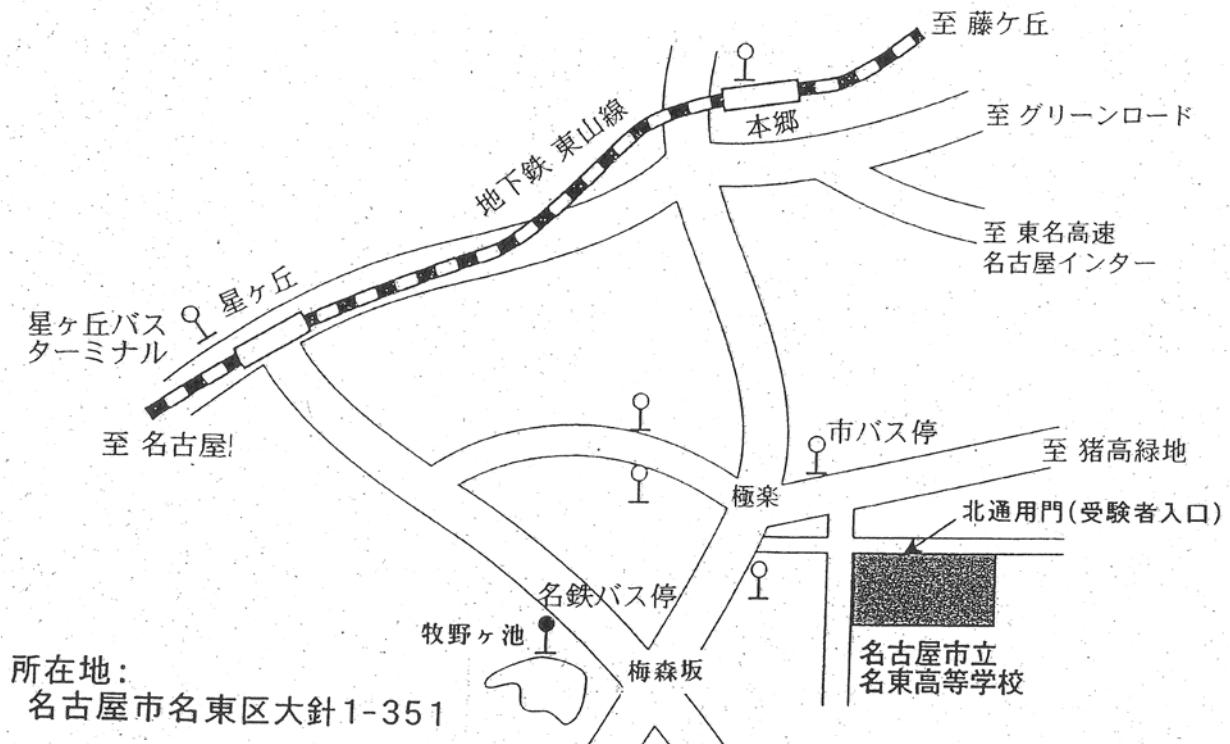 至 藤ケ丘
至 グリーンロード
本郷
地下鉄 東山線
至 東名高速
名古屋インター
星ヶ丘
星ヶ丘バス
ターミナル
至 名古屋
市バス停
至 猪高緑地
極楽
北通用門(受験者入口)
名鉄バス停
牧野ヶ池
梅森坂
名古屋市立
名東高等学校
所在地:
名古屋市名東区大針1-351